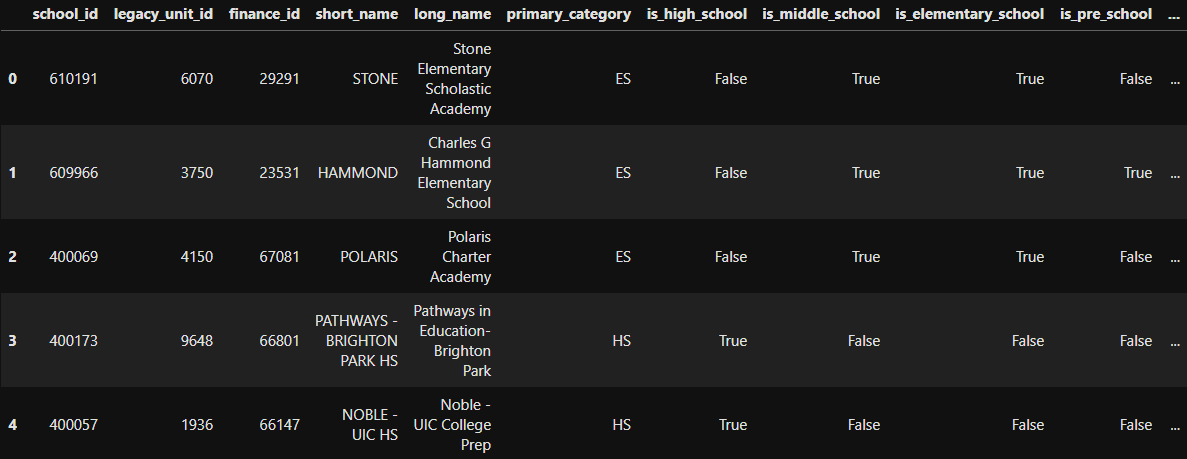 school_id legacy_unit_id finance_id short_name long_name primary_category is_high_school is_middle_school is_elementary_school is_pre_school ...
0 610191 6070 29291 STONE Stone Elementary Scholastic Academy ES False True True False ...
1 609966 3750 23531 HAMMOND Charles G Hammond Elementary School ES False True True True ...
2 400069 4150 67081 POLARIS Polaris Charter Academy ES False True True False ...
3 400173 9648 66801 PATHWAYS - BRIGHTON PARK HS Pathways in Education- Brighton Park HS True False False False ...
4 400057 1936 66147 NOBLE - UIC HS Noble - UIC College Prep HS True False False False ...